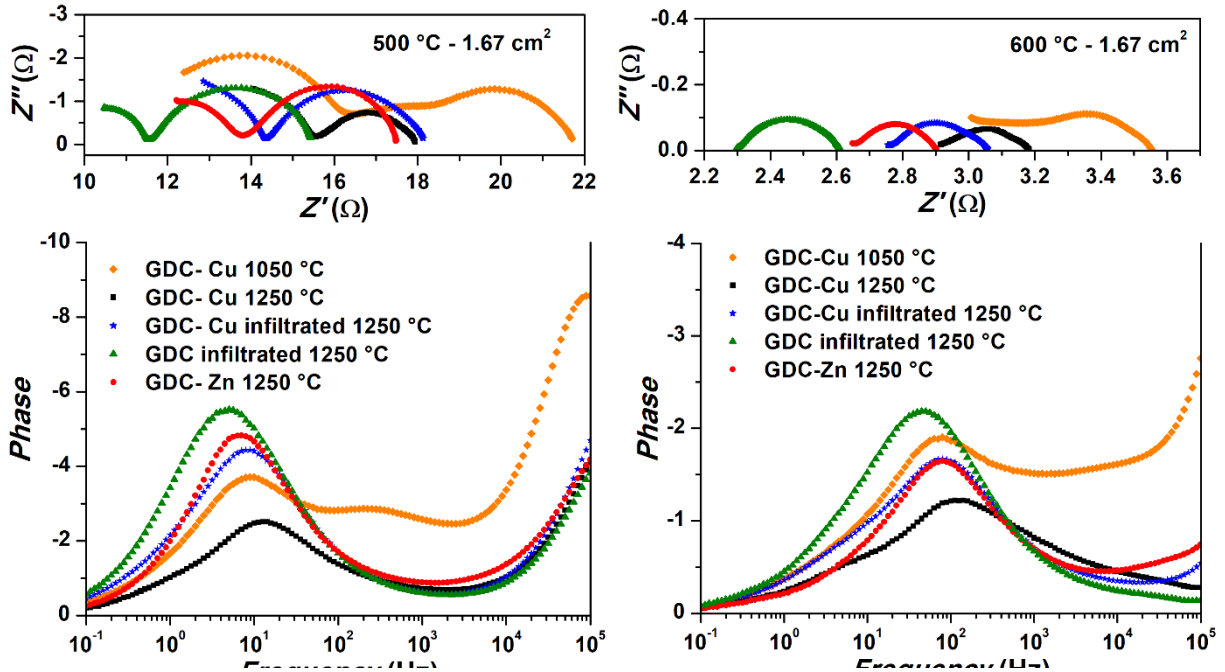 -3
-2
-1
0
Z''(Ω)
500 °C - 1.67 cm²
10 12 14 16 18 20 22
Z'(Ω)
-0.4
-0.2
0.0
Z''(Ω)
600 °C - 1.67 cm²
2.2 2.4 2.6 2.8 3.0 3.2 3.4 3.6
Z'(Ω)
-10
-8
-6
-4
-2
0
Phase
GDC- Cu 1050 °C
GDC- Cu 1250 °C
GDC- Cu infiltrated 1250 °C
GDC infiltrated 1250 °C
GDC- Zn 1250 °C
10⁻¹ 10⁰ 10¹ 10² 10³ 10⁴ 10⁵
Frequency (Hz)
-4
-3
-2
-1
0
Phase
GDC-Cu 1050 °C
GDC-Cu 1250 °C
GDC-Cu infiltrated 1250 °C
GDC infiltrated 1250 °C
GDC-Zn 1250 °C
10⁻¹ 10⁰ 10¹ 10² 10³ 10⁴ 10⁵
Frequency (Hz)